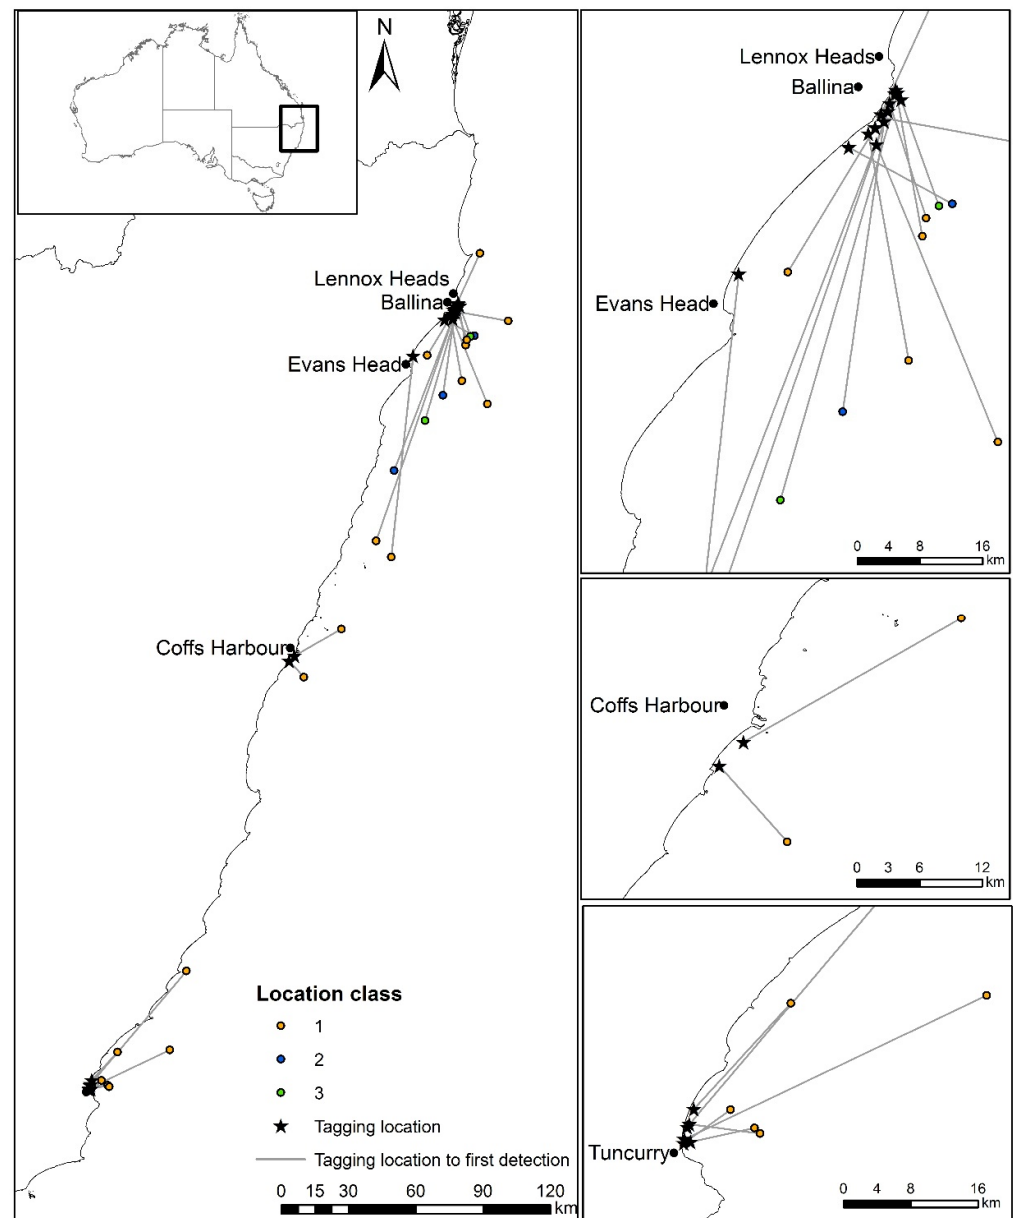 N
Lennox Heads
Ballina
Evans Head
Coffs Harbour
Location class
1
2
3
Tagging location
Tagging location to first detection
0 15 30 60 90 120
km
Lennox Heads
Ballina
Evans Head
0 4 8 16
km
Coffs Harbour
0 3 6 12
km
Tuncurry
0 4 8 16
km